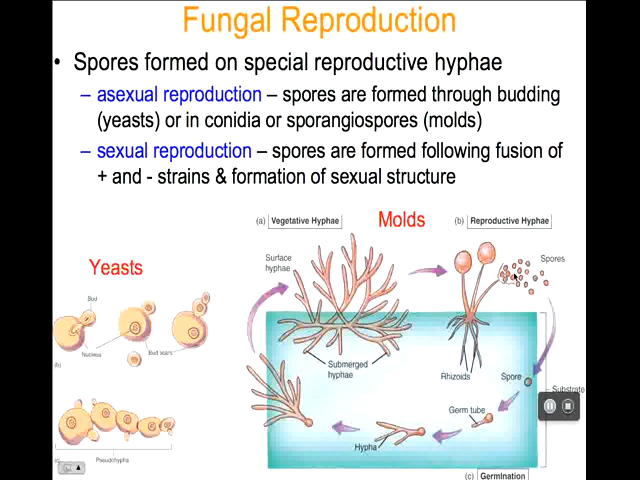 Fungal Reproduction
• Spores formed on special reproductive hyphae
– asexual reproduction – spores are formed through budding
(yeasts) or in conidia or sporangiospores (molds)
– sexual reproduction – spores are formed following fusion of
+ and - strains & formation of sexual structure
(a) Vegetative Hyphae
Molds
(b) Reproductive Hyphae
Surface
hyphae
Spores
Yeasts
Bud
Nucleus
Bud scars
(b)
Submerged
hyphae
Rhizoids
Spore
Substrate
Germ tube
Hypha
Pseudohypha
(c) Germination